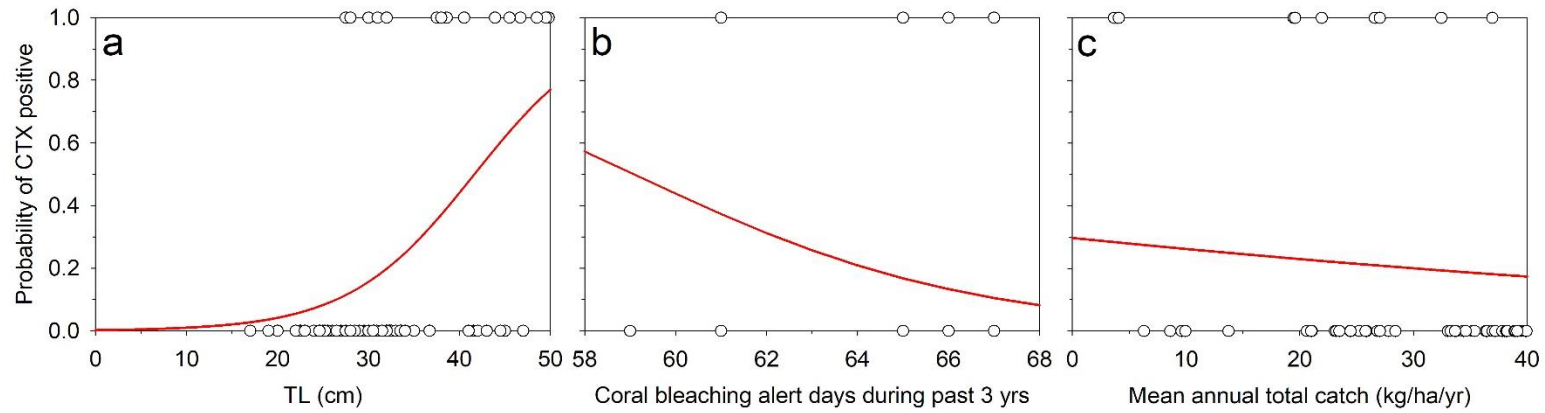 Probability of CTX positive
1.0
0.8
0.6
0.4
0.2
0.0
a
0 10 20 30 40 50
TL (cm)
b
58 60 62 64 66 68
Coral bleaching alert days during past 3 yrs
c
0 10 20 30 40
Mean annual total catch (kg/ha/yr)